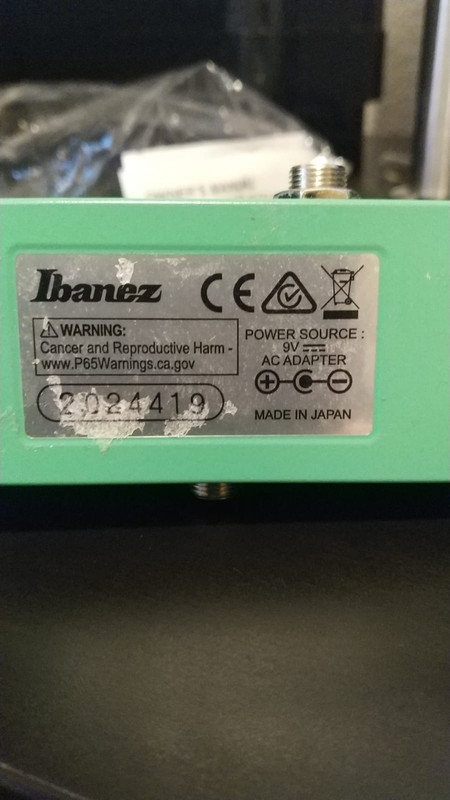 Ibanez
CE
WARNING:
Cancer and Reproductive Harm -
www.P65Warnings.ca.gov
2024419
POWER SOURCE :
9V
AC ADAPTER
MADE IN JAPAN